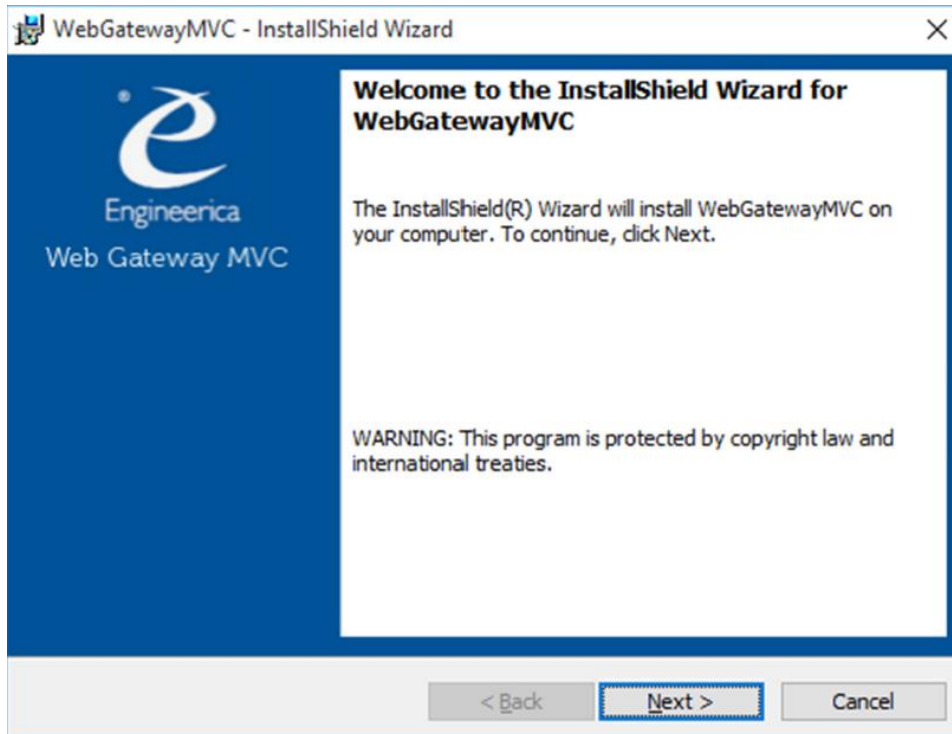 WebGatewayMVC - InstallShield Wizard
Engineerica
Web Gateway MVC
Welcome to the InstallShield Wizard for
WebGatewayMVC
The InstallShield(R) Wizard will install WebGatewayMVC on
your computer. To continue, click Next.
WARNING: This program is protected by copyright law and
international treaties.
< Back
Next >
Cancel